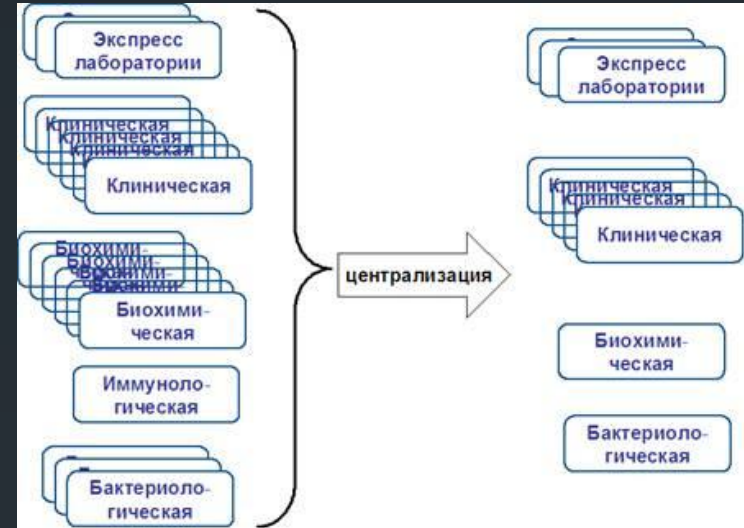 Экспресс
лаборатории
Клиническая
Клиническая
Клиническая
Клиническая
Биохими-
Биохими-
Биохими-
Биохими-
ческая
Иммуноло-
гическая
Бактериоло-
гическая
централизация
Экспресс
лаборатории
Клиническая
Клиническая
Клиническая
Биохими-
ческая
Бактериоло-
гическая